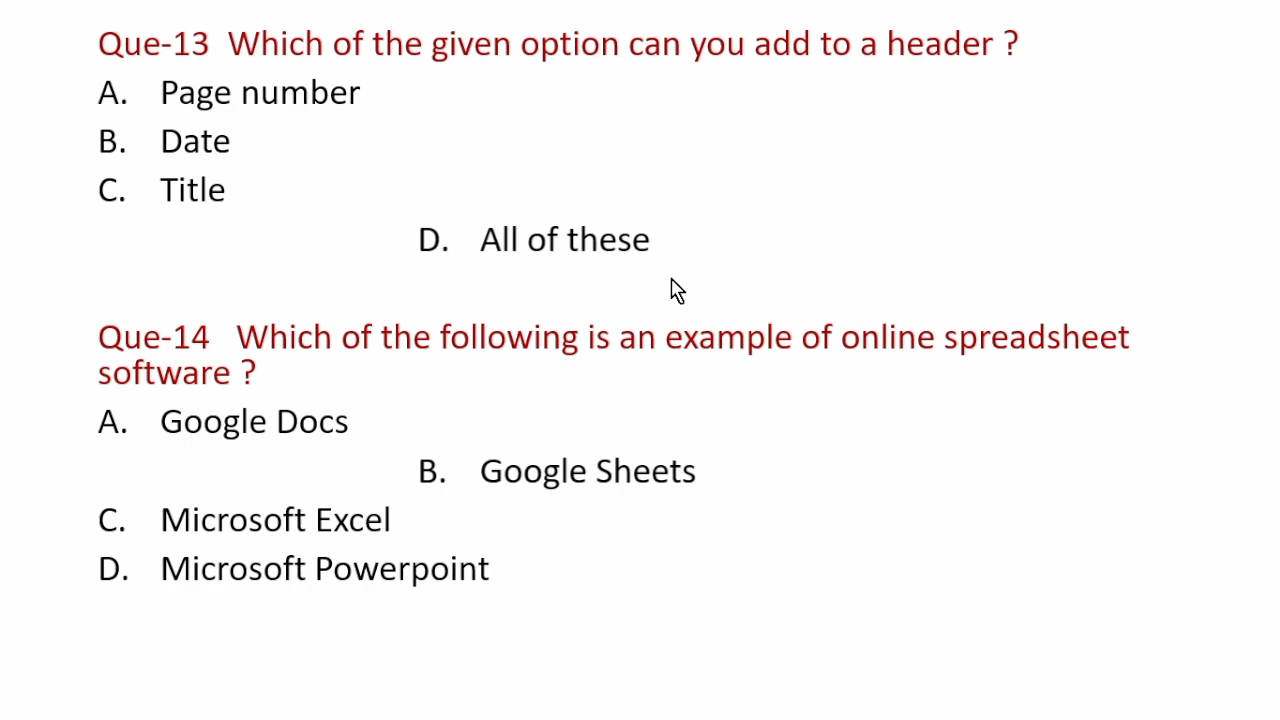 Que-13 Which of the given option can you add to a header ?
A. Page number
B. Date
C. Title
D. All of these
Que-14 Which of the following is an example of online spreadsheet
software ?
A. Google Docs
B. Google Sheets
C. Microsoft Excel
D. Microsoft Powerpoint